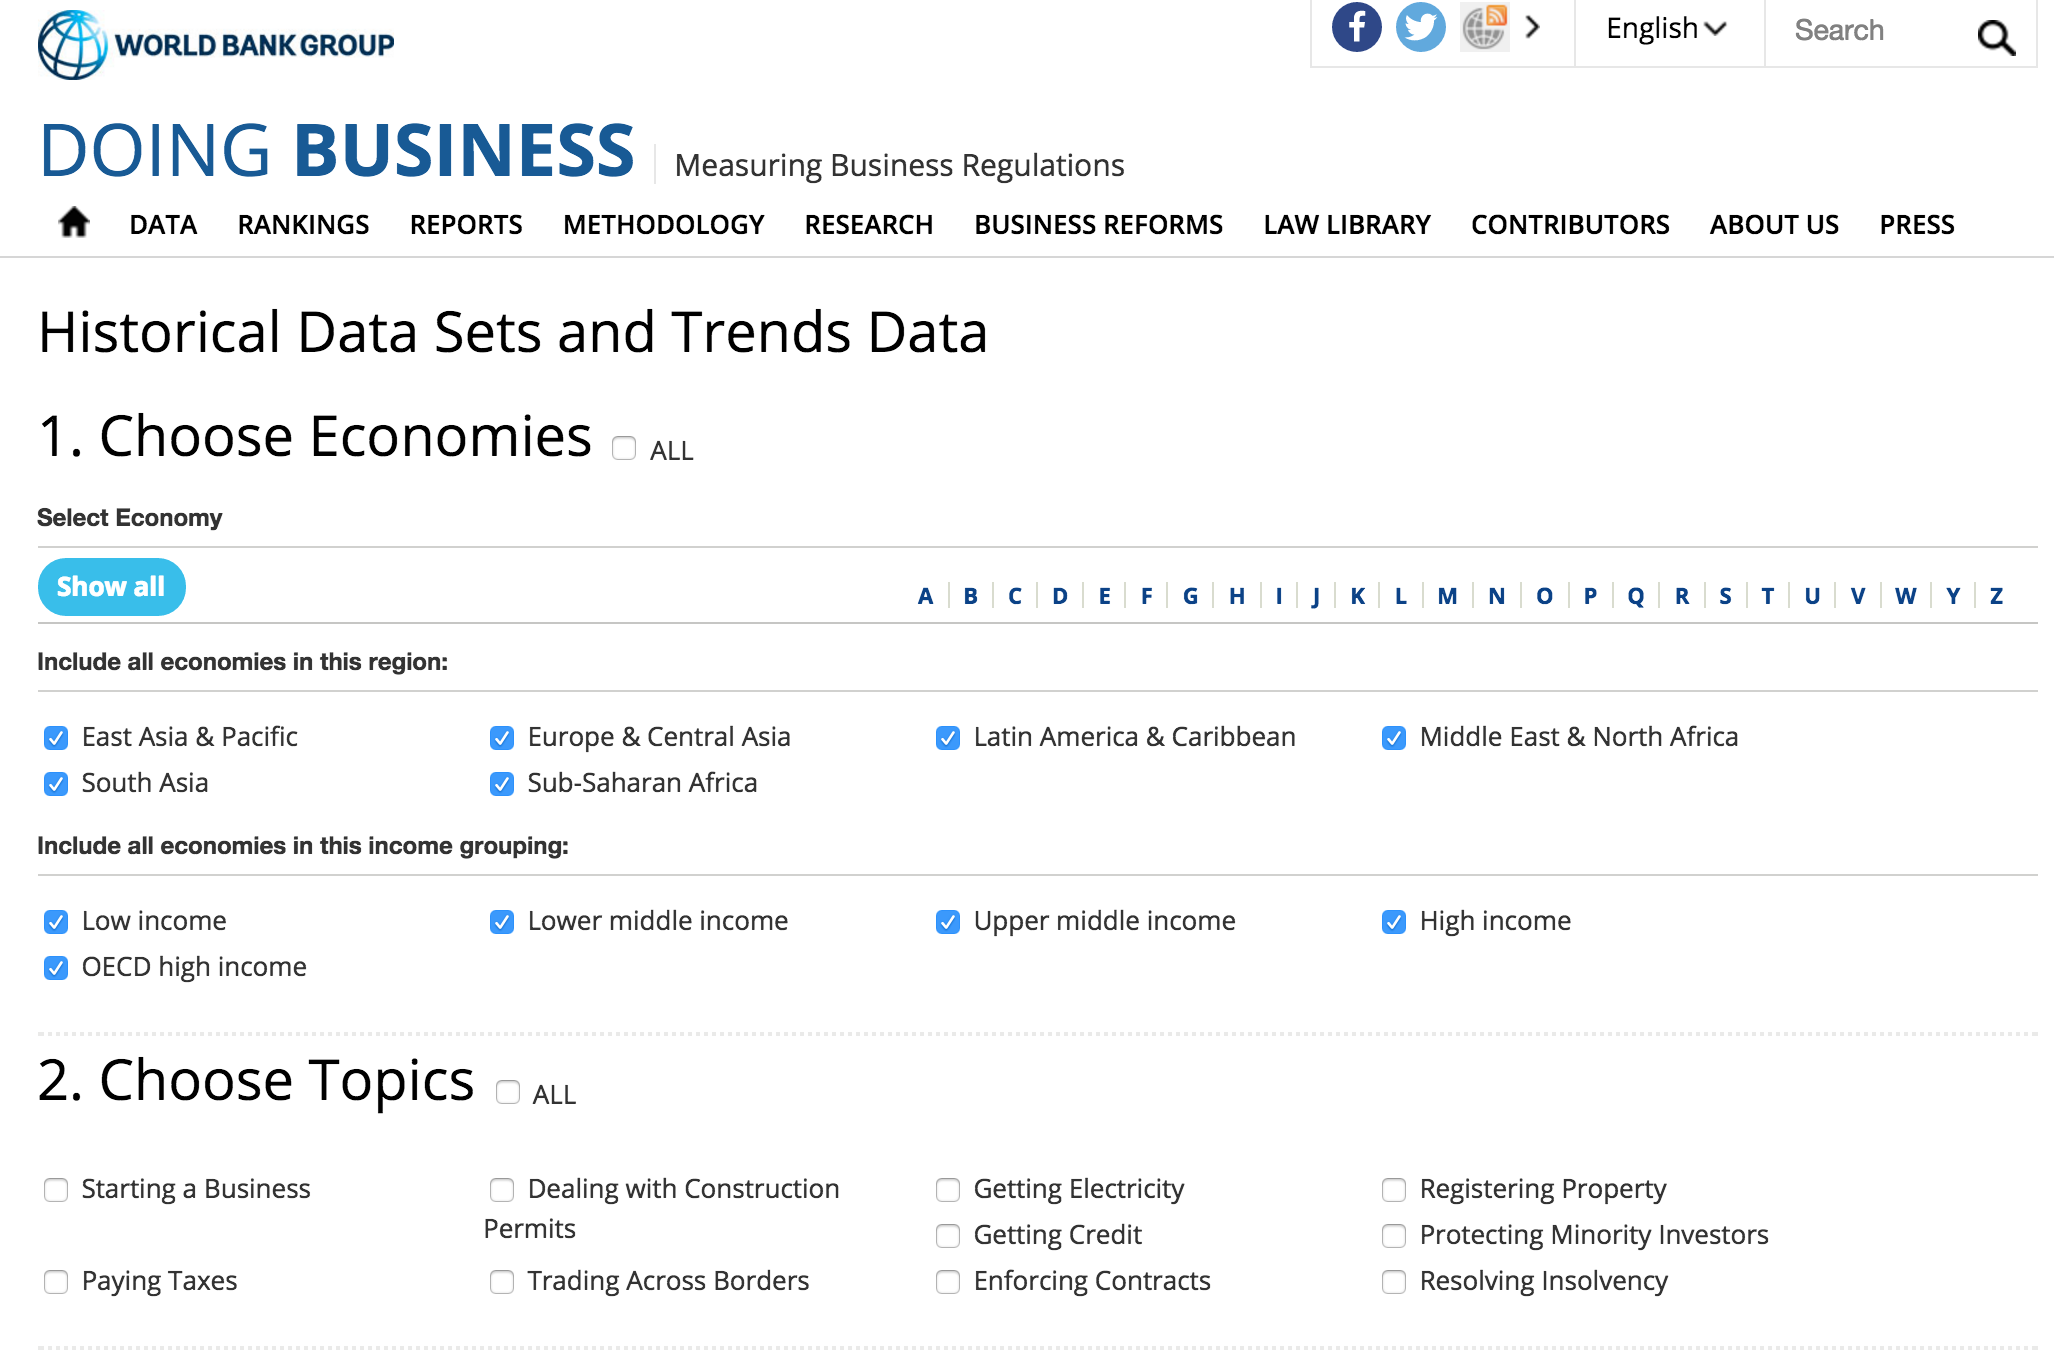 WORLD BANK GROUP
English
Search
DOING BUSINESS Measuring Business Regulations
DATA RANKINGS REPORTS METHODOLOGY RESEARCH BUSINESS REFORMS LAW LIBRARY CONTRIBUTORS ABOUT US PRESS
Historical Data Sets and Trends Data
1. Choose Economies ALL
Select Economy
Show all A B C D E F G H I J K L M N O P Q R S T U V W Y Z
Include all economies in this region:
East Asia & Pacific Europe & Central Asia Latin America & Caribbean Middle East & North Africa
South Asia Sub-Saharan Africa
Include all economies in this income grouping:
Low income Lower middle income Upper middle income High income
OECD high income
2. Choose Topics ALL
Starting a Business Dealing with Construction Getting Electricity Registering Property
Permits Getting Credit Protecting Minority Investors
Paying Taxes Trading Across Borders Enforcing Contracts Resolving Insolvency